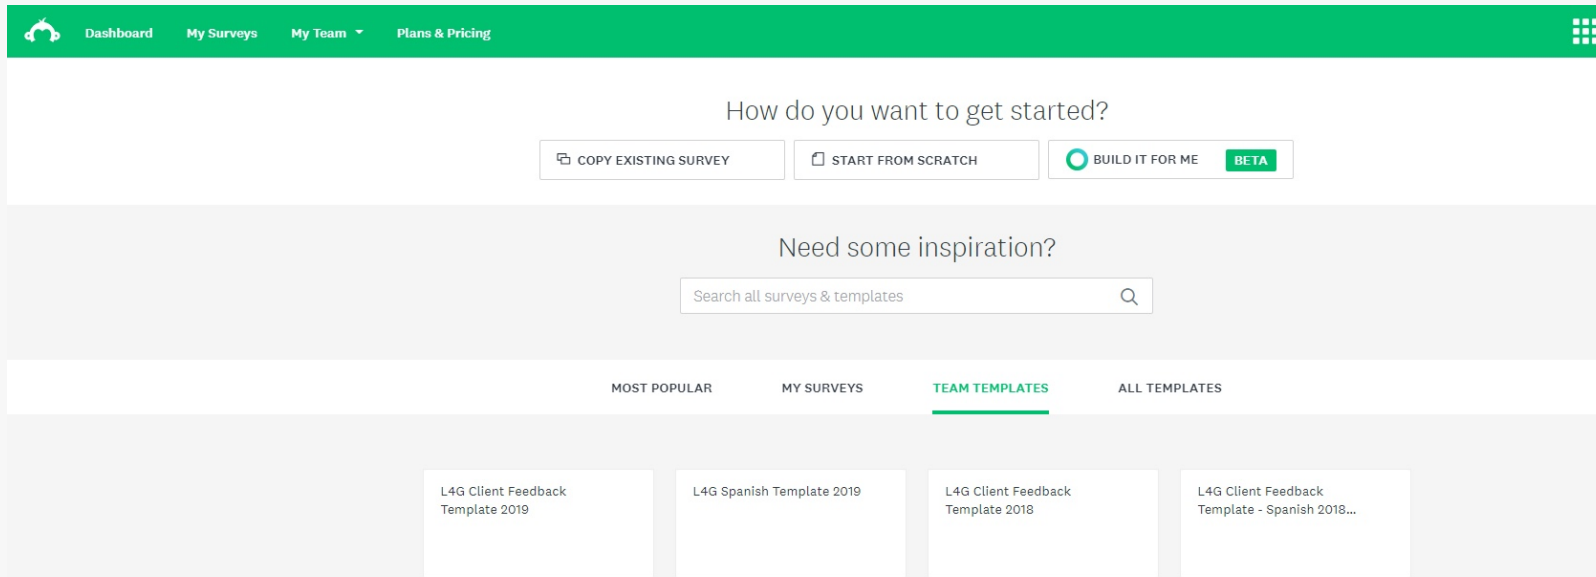 Dashboard My Surveys My Team Plans & Pricing
How do you want to get started?
COPY EXISTING SURVEY START FROM SCRATCH BUILD IT FOR ME BETA
Need some inspiration?
Search all surveys & templates
MOST POPULAR MY SURVEYS TEAM TEMPLATES ALL TEMPLATES
L4G Client Feedback
Template 2019
L4G Spanish Template 2019
L4G Client Feedback
Template 2018
L4G Client Feedback
Template - Spanish 2018...